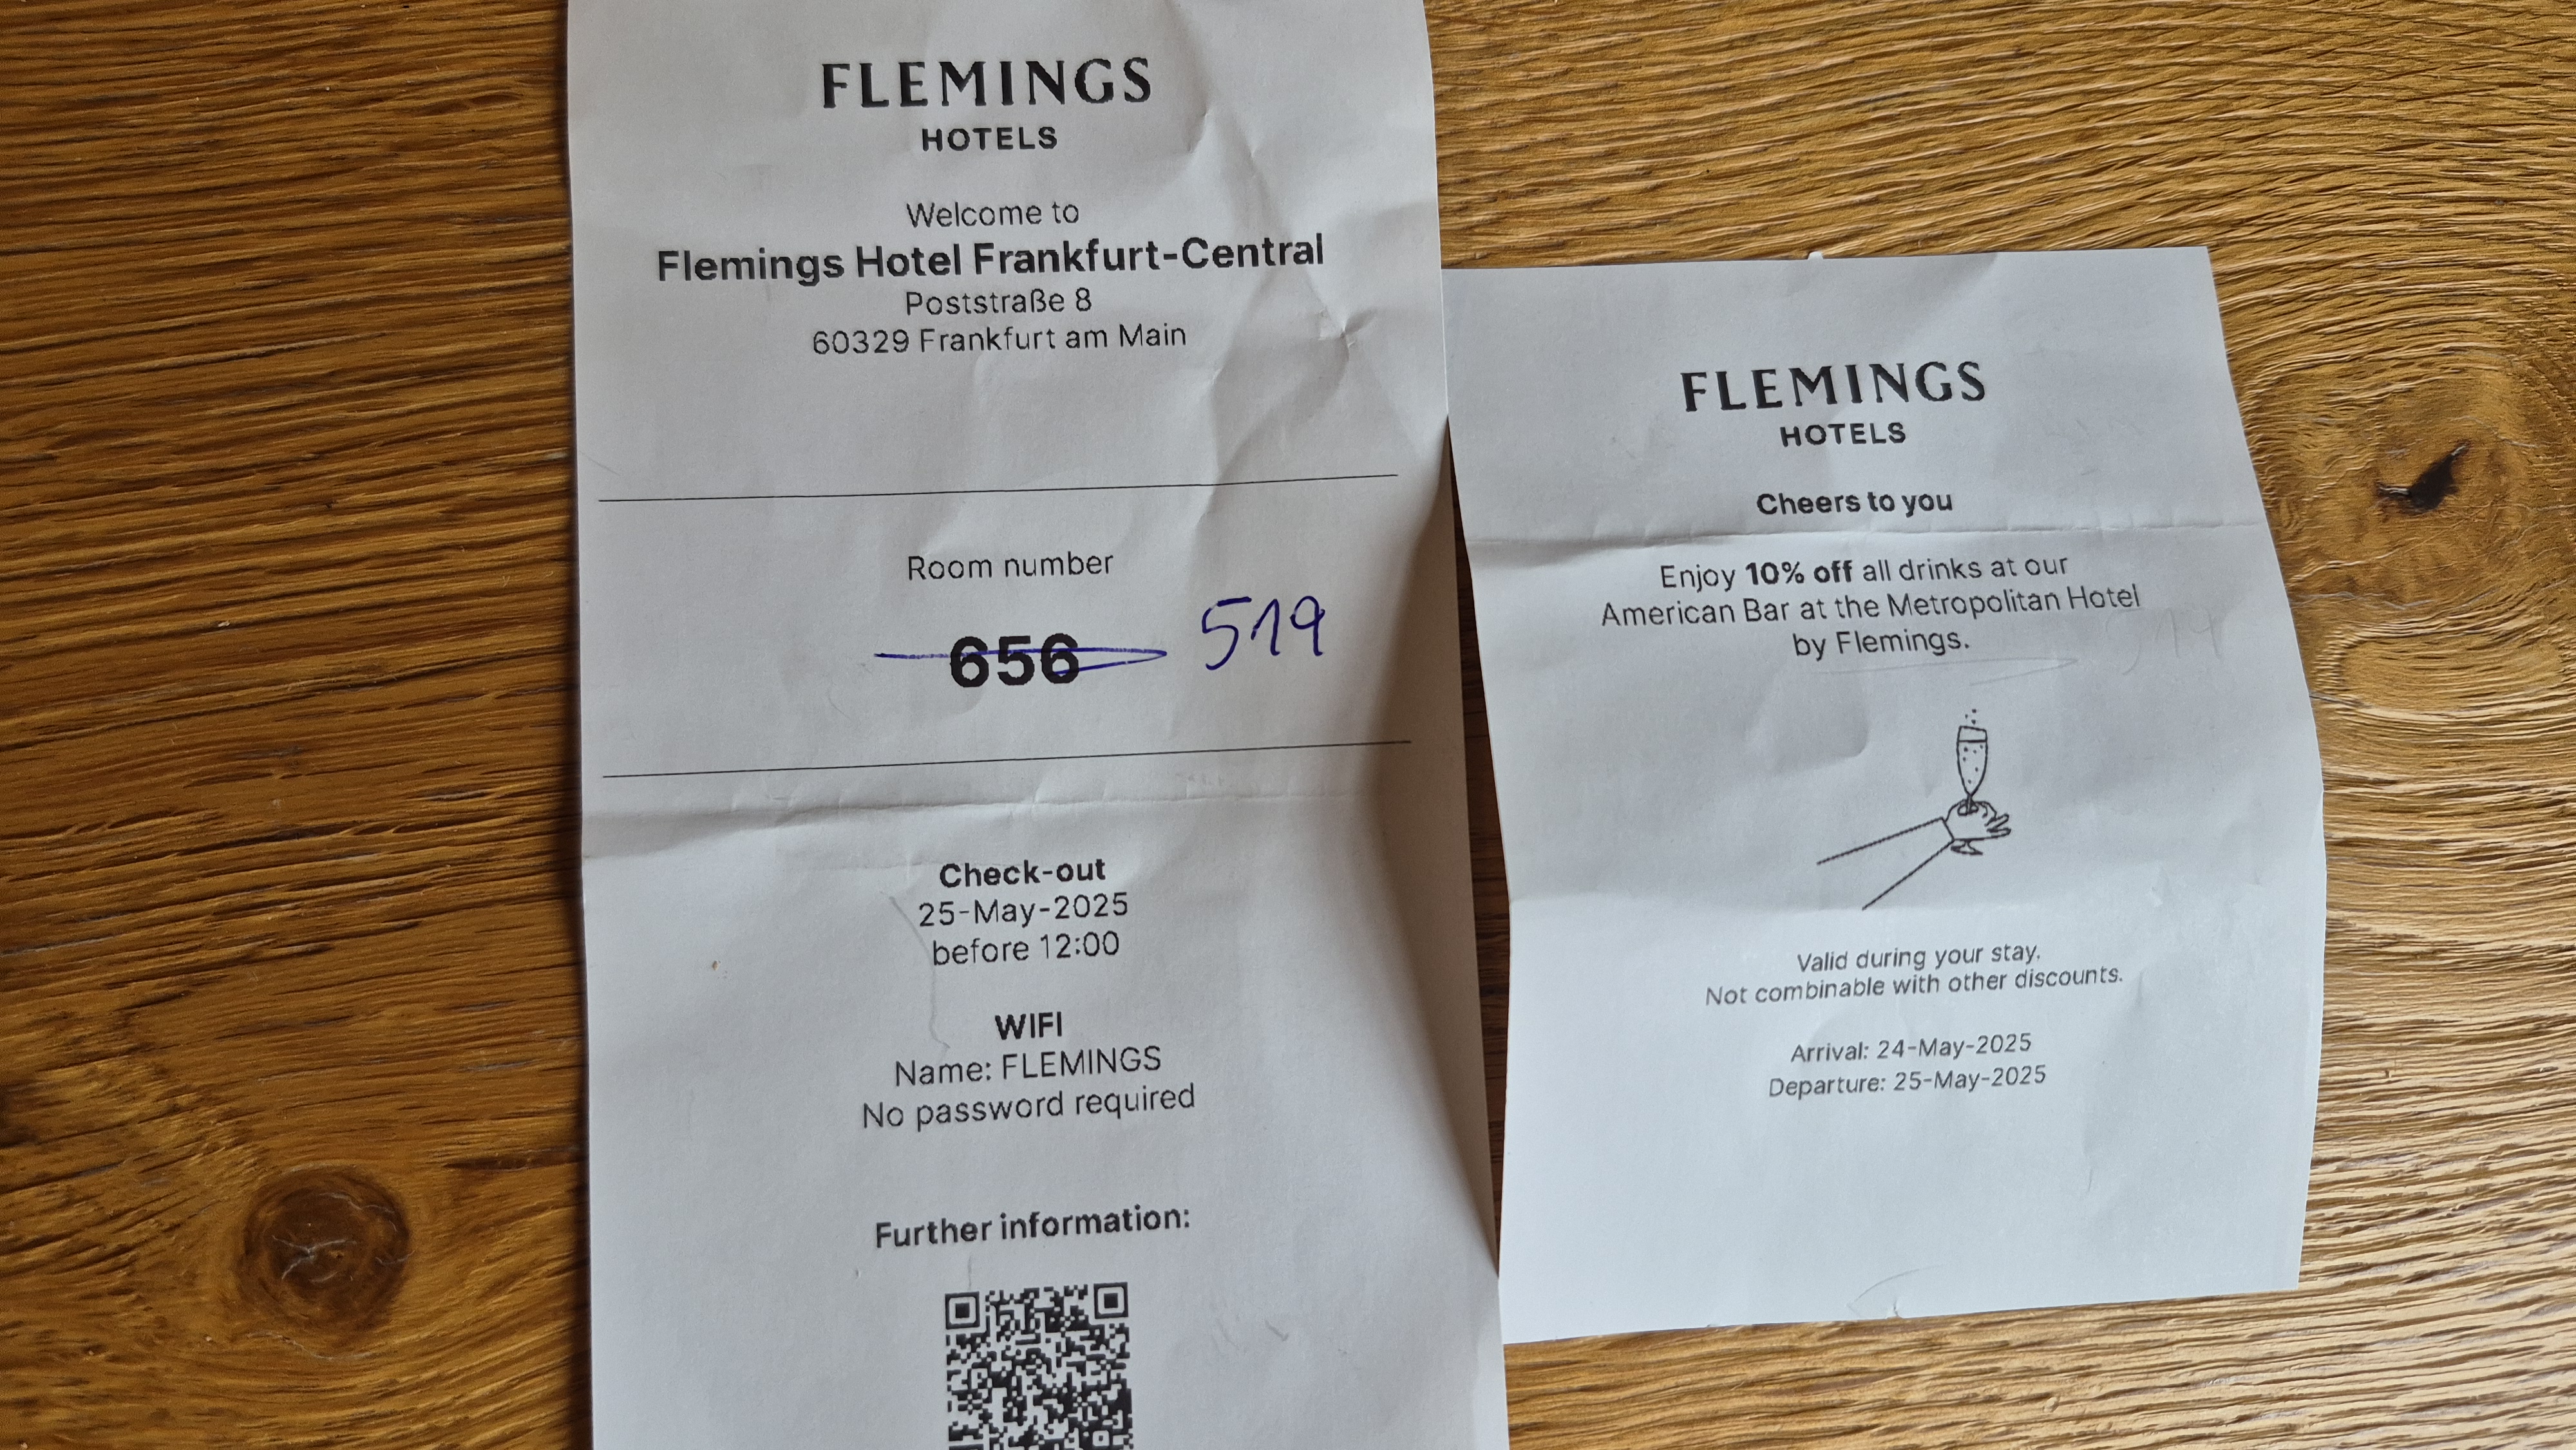 FLEMINGS
HOTELS
Welcome to
Flemings Hotel Frankfurt-Central
Poststraße 8
60329 Frankfurt am Main
Room number
656 519
Check-out
25-May-2025
before 12:00
WIFI
Name: FLEMINGS
No password required
Further information:
FLEMINGS
HOTELS
Cheers to you
Enjoy 10% off all drinks at our
American Bar at the Metropolitan Hotel
by Flemings.
Valid during your stay.
Not combinable with other discounts.
Arrival: 24-May-2025
Departure: 25-May-2025